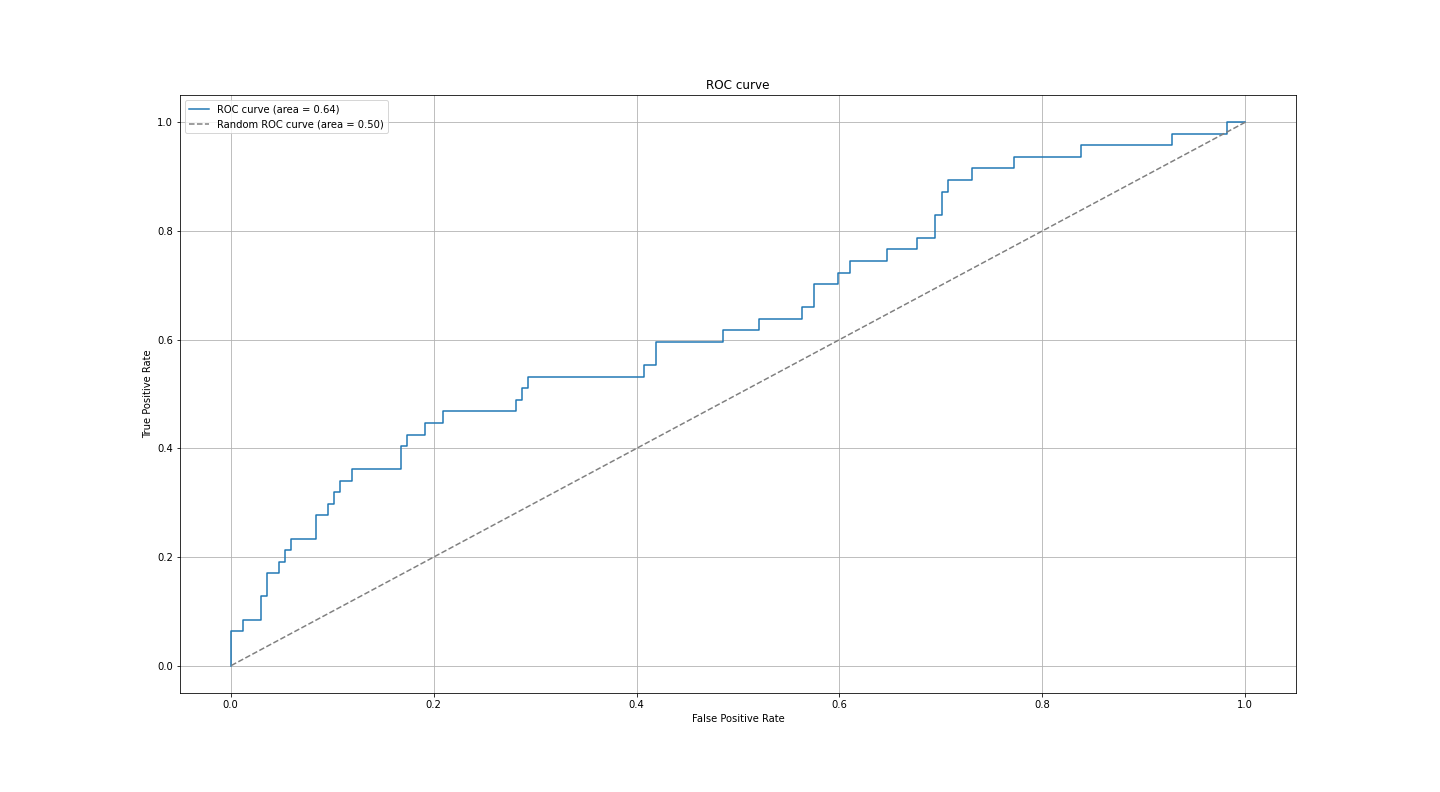 ROC curve
ROC curve (area = 0.64)
Random ROC curve (area = 0.50)
1.0
0.8
0.6
0.4
0.2
0.0
True Positive Rate
0.0 0.2 0.4 0.6 0.8 1.0
False Positive Rate